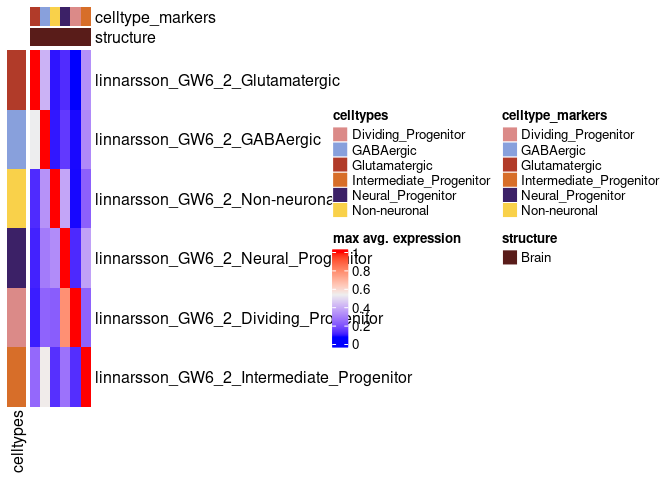 celltype_markers
structure
linnarsson_GW6_2_Glutamatergic
linnarsson_GW6_2_GABAergic
linnarsson_GW6_2_Non-neurona
linnarsson_GW6_2_Neural_Progenitor
linnarsson_GW6_2_Dividing_Progenitor
linnarsson_GW6_2_Intermediate_Progenitor
celltypes
celltypes
Dividing_Progenitor
GABAergic
Glutamatergic
Intermediate_Progenitor
Neural_Progenitor
Non-neuronal
max avg. expression
1
0.8
0.6
0.4
0.2
0
celltype_markers
Dividing_Progenitor
GABAergic
Glutamatergic
Intermediate_Progenitor
Neural_Progenitor
Non-neuronal
structure
Brain